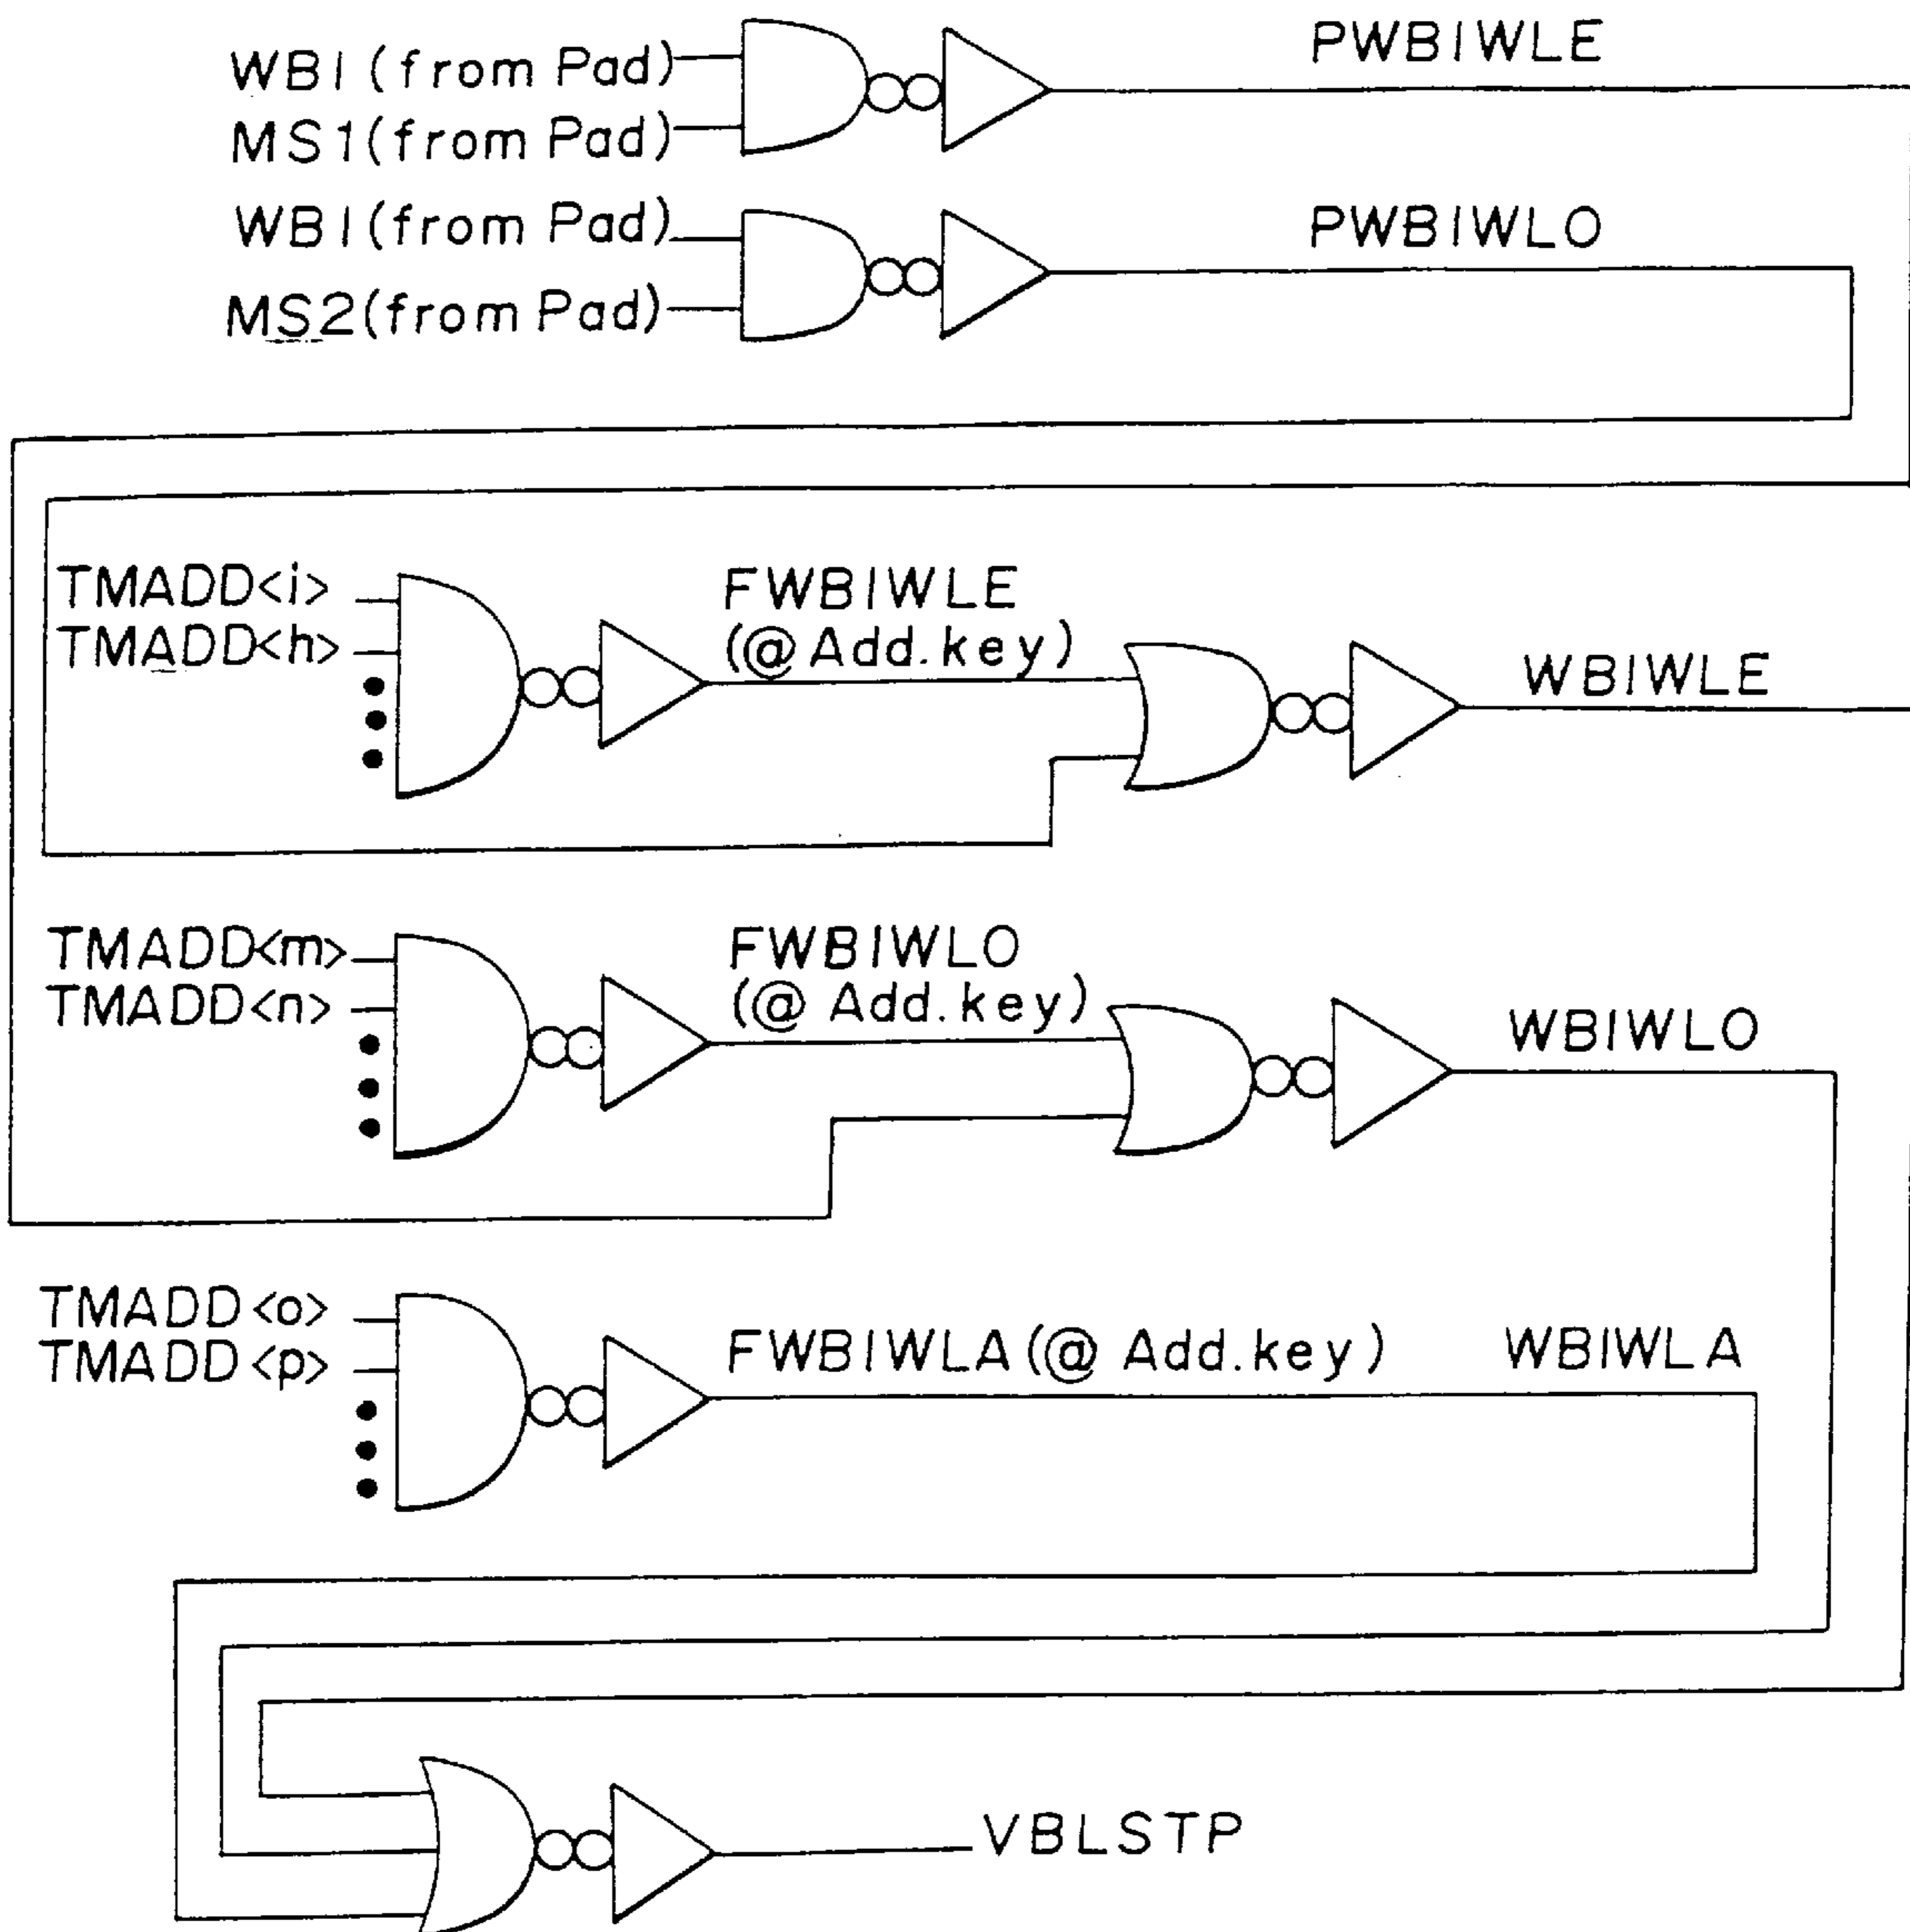 WBI (from Pad)
PWBIWLE
MS1(from Pad)
WBI(from Pad)
PWBIWLO
MS2(from Pad)
TMADD<i>
TMADD<h>
FWBIWLE
(@ Add.key)
WBIWLE
TMADD<m>
TMADD<n>
FWBIWLO
(@ Add.key)
WBIWLO
TMADD<o>
TMADD<p>
FWBIWLA(@ Add.key)
WBIWLA
VBLSTP